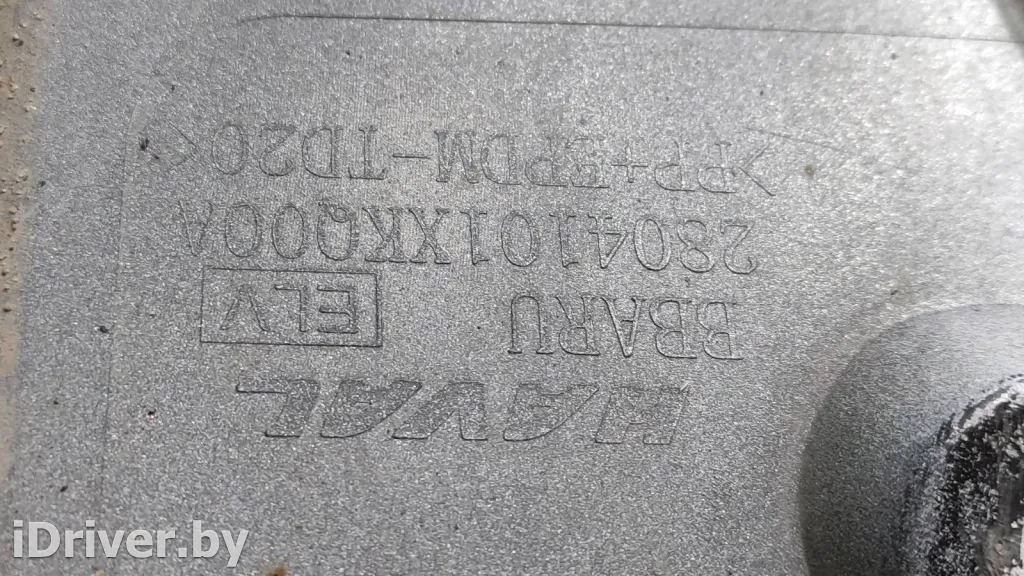 HAVAL
BBARU ELV
2804101XKQ00A
>PP+EPDM-TD20<
iDriver.by